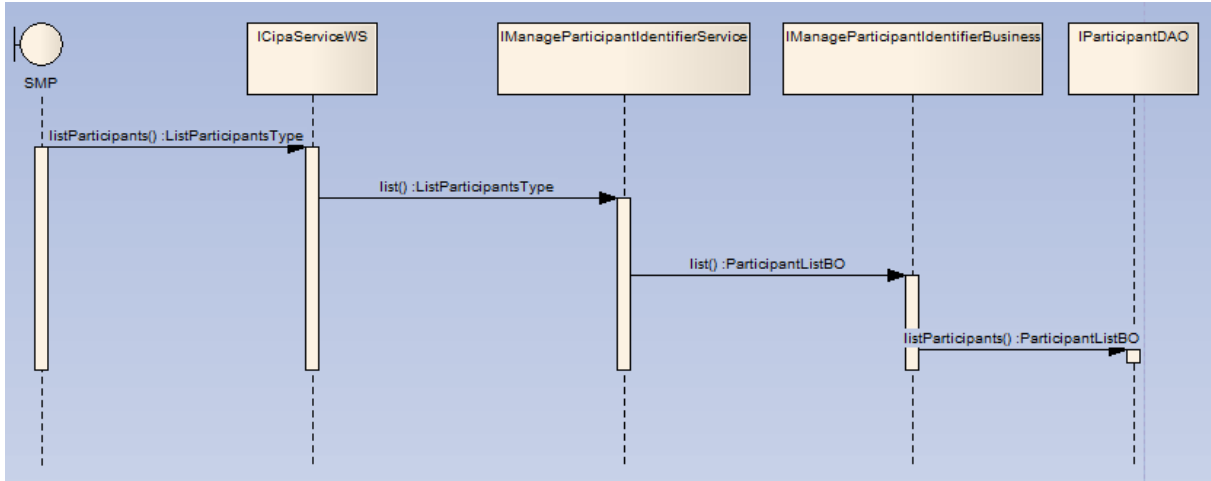 ICipaServiceWS
IManageParticipantIdentifierService
IManageParticipantIdentifierBusiness
IParticipantDAO
SMP
listParticipants() :ListParticipantsType
list() :ListParticipantsType
list() :ParticipantListBO
listParticipants() :ParticipantListBO